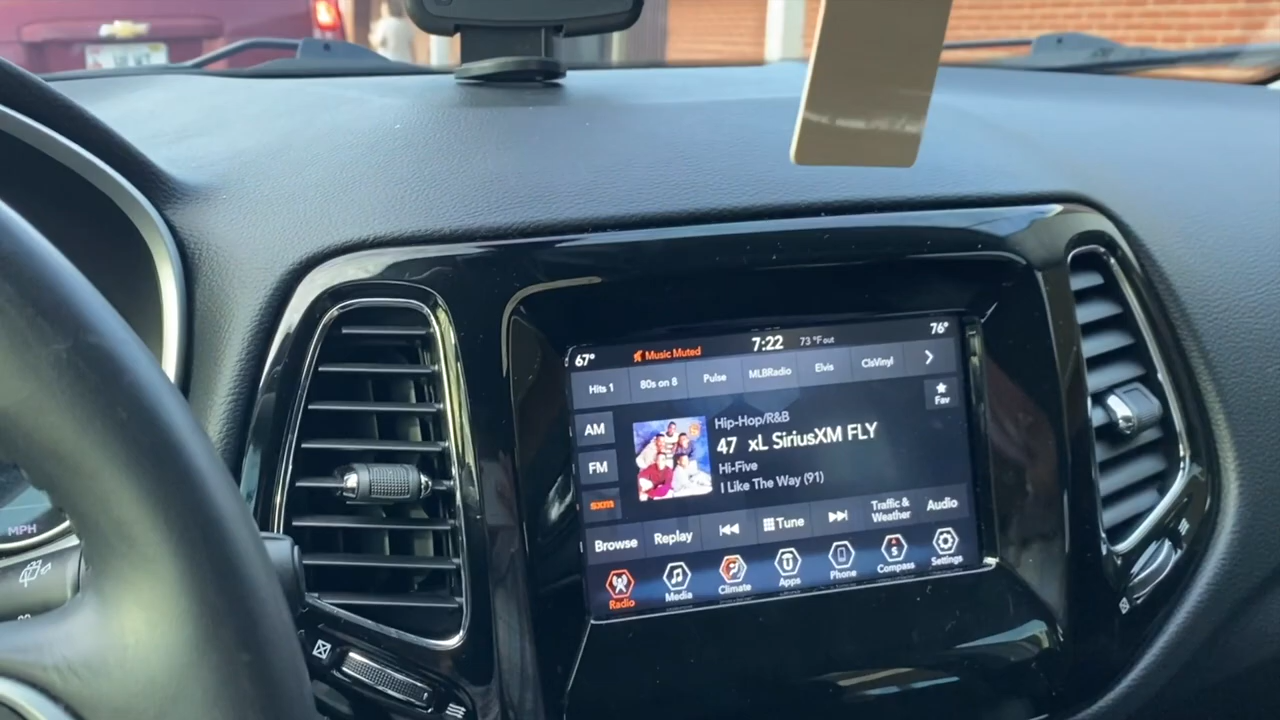 67° Music Muted 7:22 73 °F out 76°
Hits 1 80s on 8 Pulse MLBRadio Elvis ClsVinyl
Fav
AM
FM
sxm
Hip-Hop/R&B
47 xL SiriusXM FLY
Hi-Five
I Like The Way (91)
Browse Replay Tune Traffic & Weather Audio
Radio Media Climate Apps Phone Compass Settings
MPH